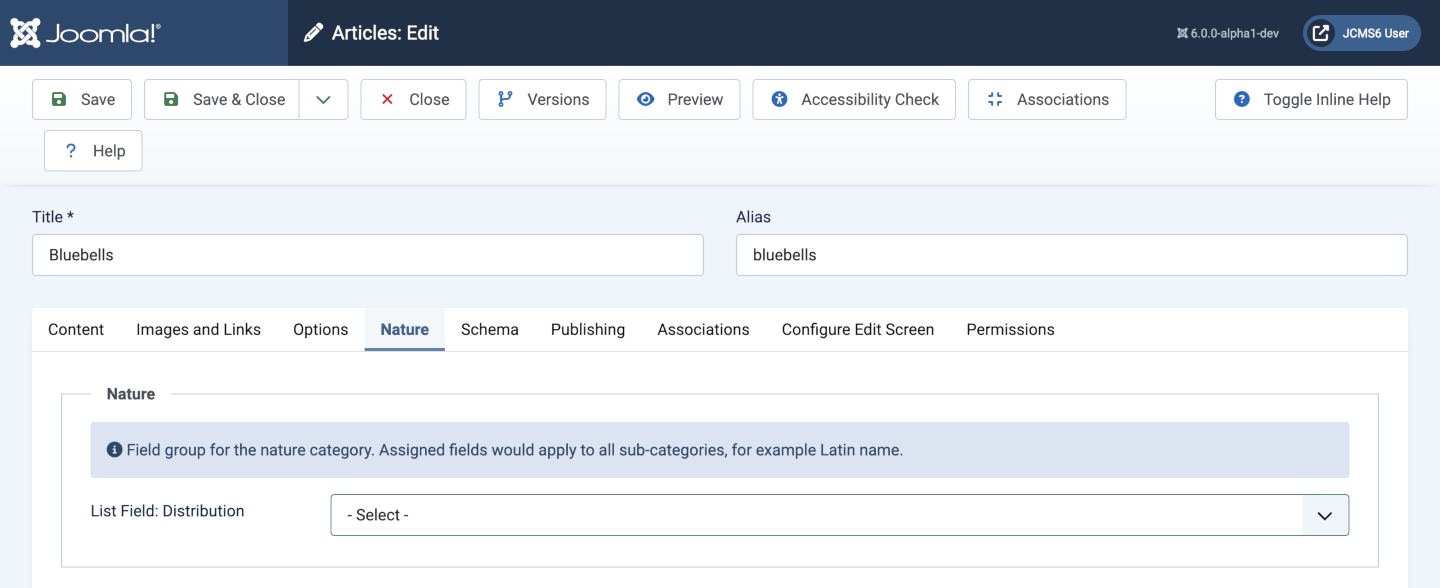 Joomla!®
Articles: Edit
6.0.0-alpha1-dev
JCMS6 User
Save
Save & Close
Close
Versions
Preview
Accessibility Check
Associations
Toggle Inline Help
? Help
Title *
Alias
Bluebells
bluebells
Content
Images and Links
Options
Nature
Schema
Publishing
Associations
Configure Edit Screen
Permissions
Nature
Field group for the nature category. Assigned fields would apply to all sub-categories, for example Latin name.
List Field: Distribution
- Select -